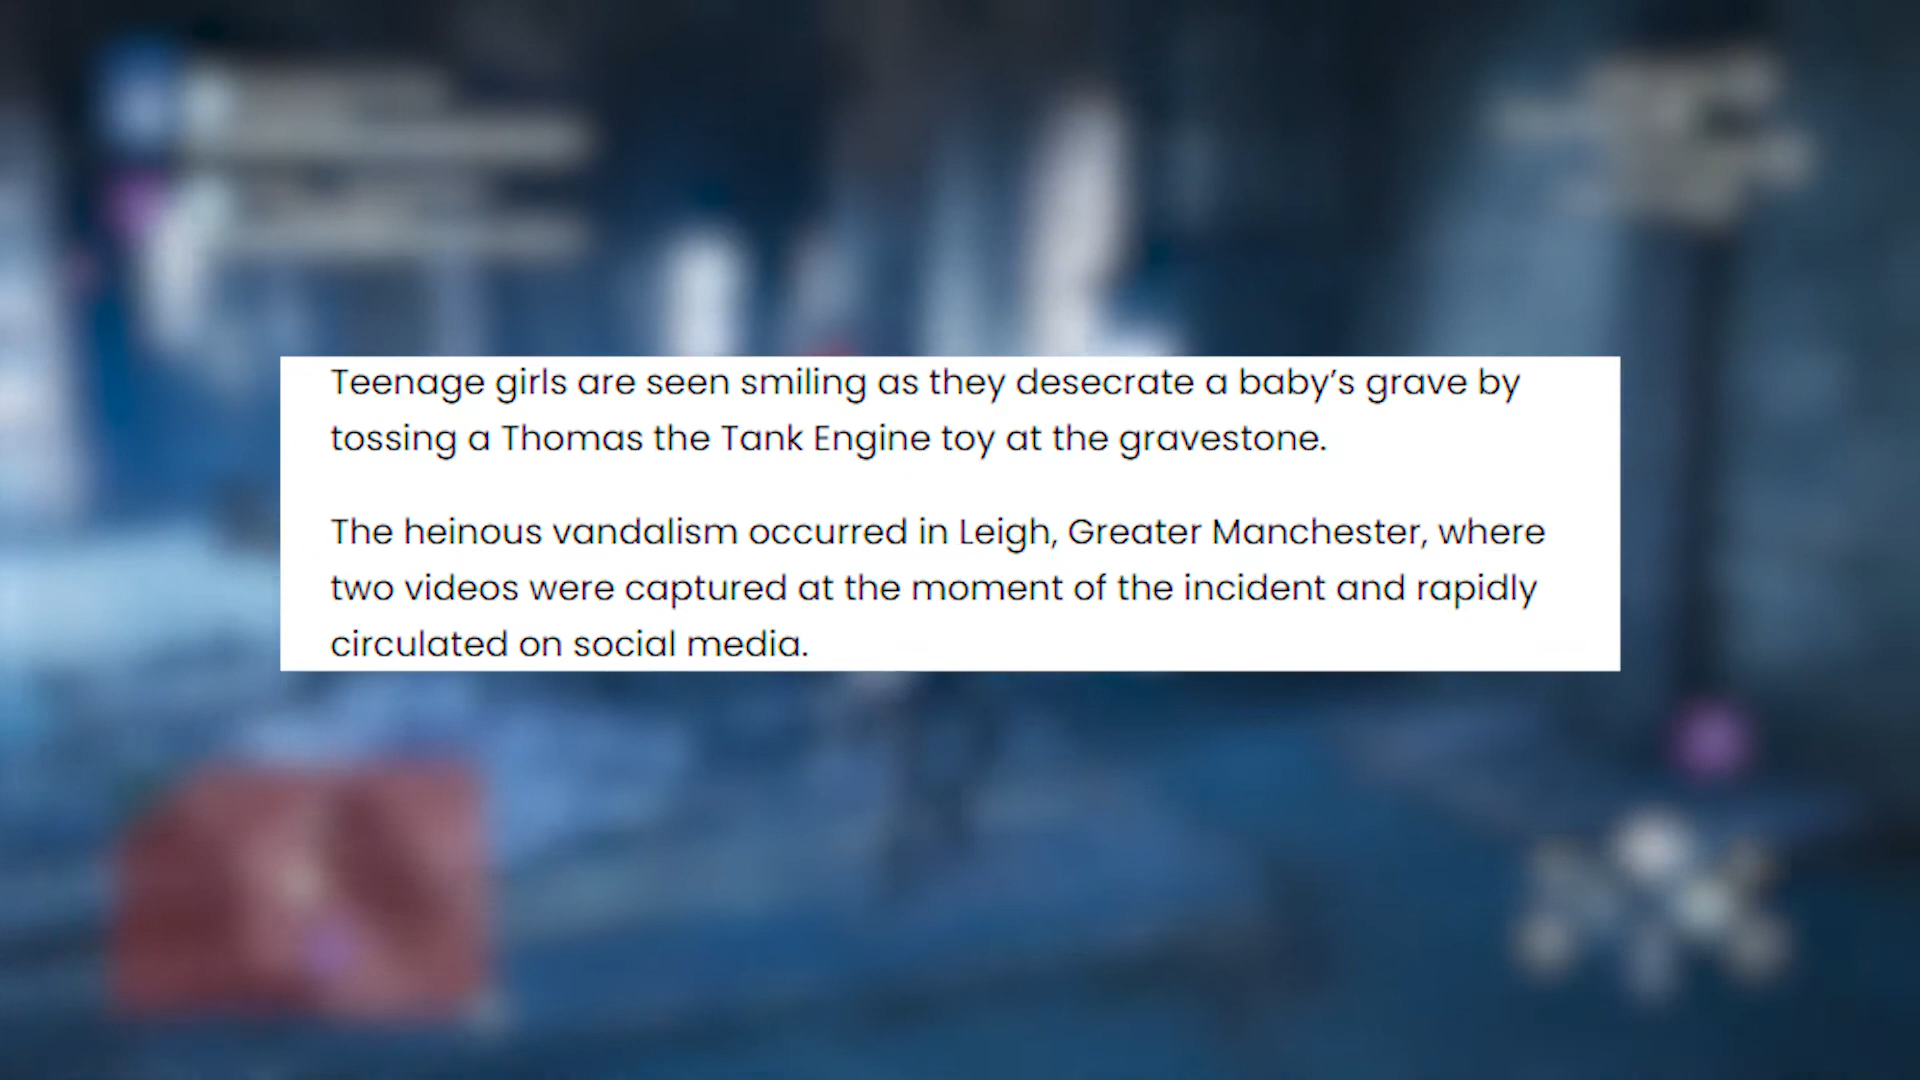 Teenage girls are seen smiling as they desecrate a baby’s grave by
tossing a Thomas the Tank Engine toy at the gravestone.
The heinous vandalism occurred in Leigh, Greater Manchester, where
two videos were captured at the moment of the incident and rapidly
circulated on social media.